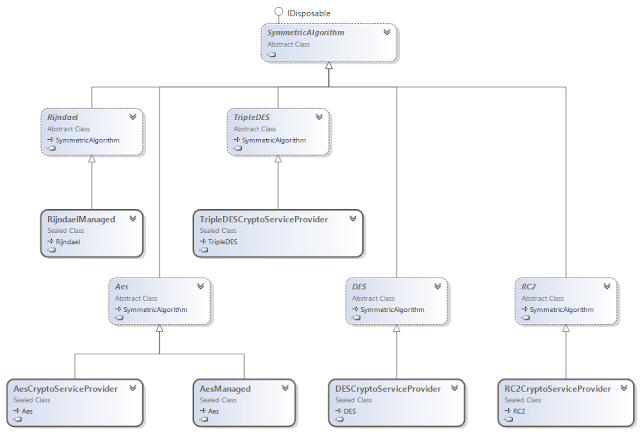 IDisposable
SymmetricAlgorithm
Abstract Class
Rijndael
Abstract Class
SymmetricAlgorithm
TripleDES
Abstract Class
SymmetricAlgorithm
RijndaelManaged
Sealed Class
Rijndael
TripleDESCryptoServiceProvider
Sealed Class
TripleDES
Aes
Abstract Class
SymmetricAlgorithm
DES
Abstract Class
SymmetricAlgorithm
RC2
Abstract Class
SymmetricAlgorithm
AesCryptoServiceProvider
Sealed Class
Aes
AesManaged
Sealed Class
Aes
DESCryptoServiceProvider
Sealed Class
DES
RC2CryptoServiceProvider
Sealed Class
RC2